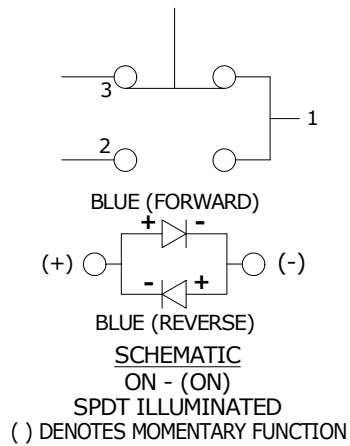 3
1
2
BLUE (FORWARD)
+ -
(+) (-)
- +
BLUE (REVERSE)
SCHEMATIC
ON - (ON)
SPDT ILLUMINATED
( ) DENOTES MOMENTARY FUNCTION